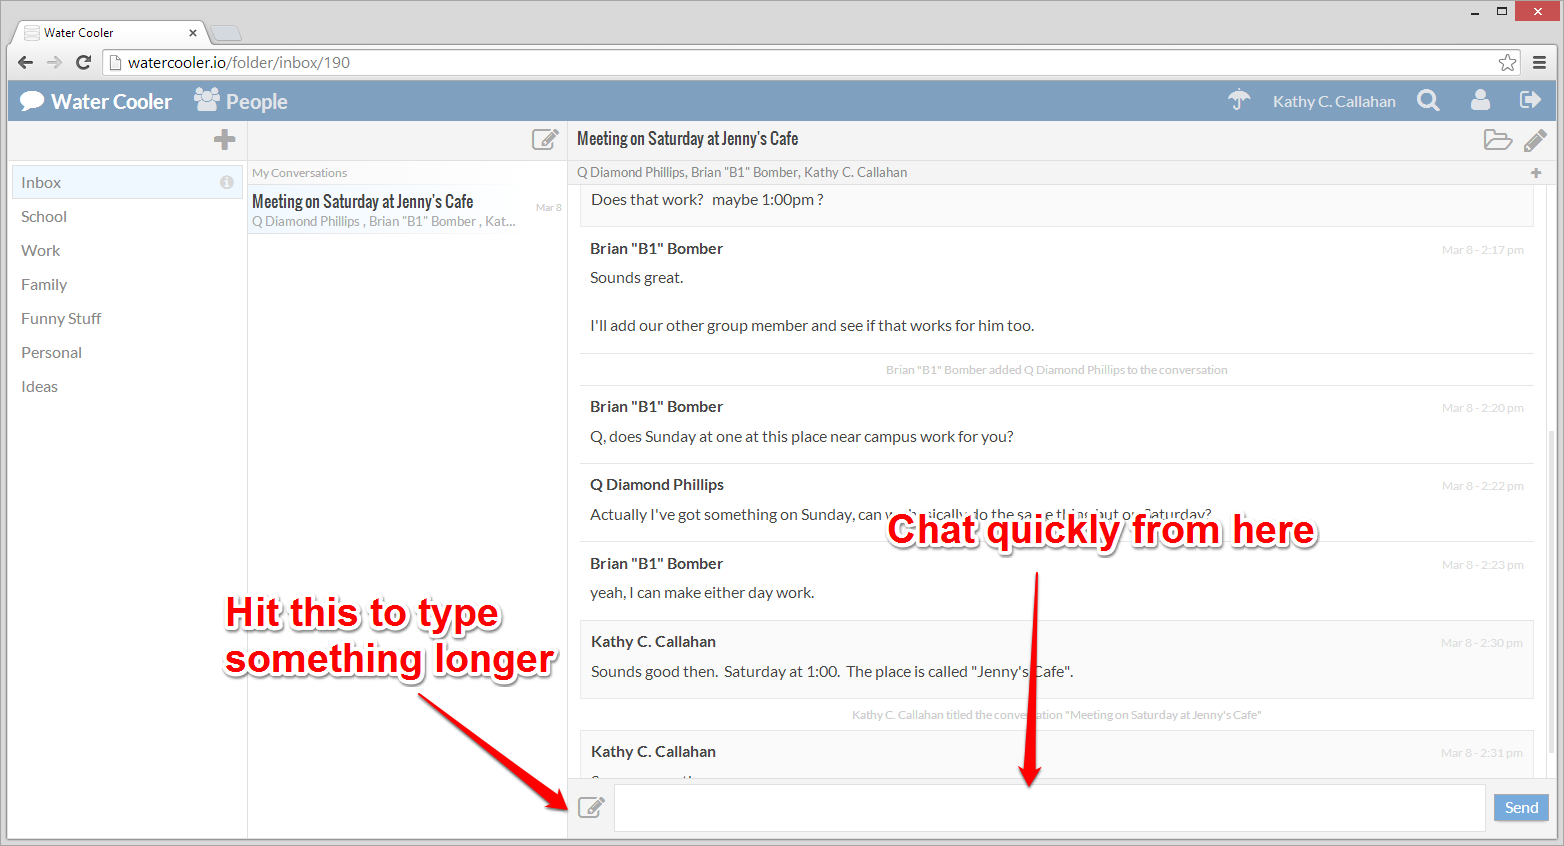 Water Cooler
watercooler.io/folder/inbox/190
Water Cooler People Kathy C. Callahan
Inbox
School
Work
Family
Funny Stuff
Personal
Ideas
My Conversations
Meeting on Saturday at Jenny's Cafe
Mar 8
Q Diamond Phillips , Brian "B1" Bomber , Kat...
Meeting on Saturday at Jenny's Cafe
Q Diamond Phillips, Brian "B1" Bomber, Kathy C. Callahan
Does that work? maybe 1:00pm ?
Brian "B1" Bomber Mar 8 - 2:17 pm
Sounds great.
I'll add our other group member and see if that works for him too.
Brian "B1" Bomber added Q Diamond Phillips to the conversation
Brian "B1" Bomber Mar 8 - 2:20 pm
Q, does Sunday at one at this place near campus work for you?
Q Diamond Phillips Mar 8 - 2:22 pm
Actually I've got something on Sunday, can we basically do the same thing but on Saturday?
Chat quickly from here
Brian "B1" Bomber Mar 8 - 2:23 pm
yeah, I can make either day work.
Hit this to type
something longer
Kathy C. Callahan Mar 8 - 2:30 pm
Sounds good then. Saturday at 1:00. The place is called "Jenny's Cafe".
Kathy C. Callahan titled the conversation "Meeting on Saturday at Jenny's Cafe"
Kathy C. Callahan Mar 8 - 2:31 pm
Send